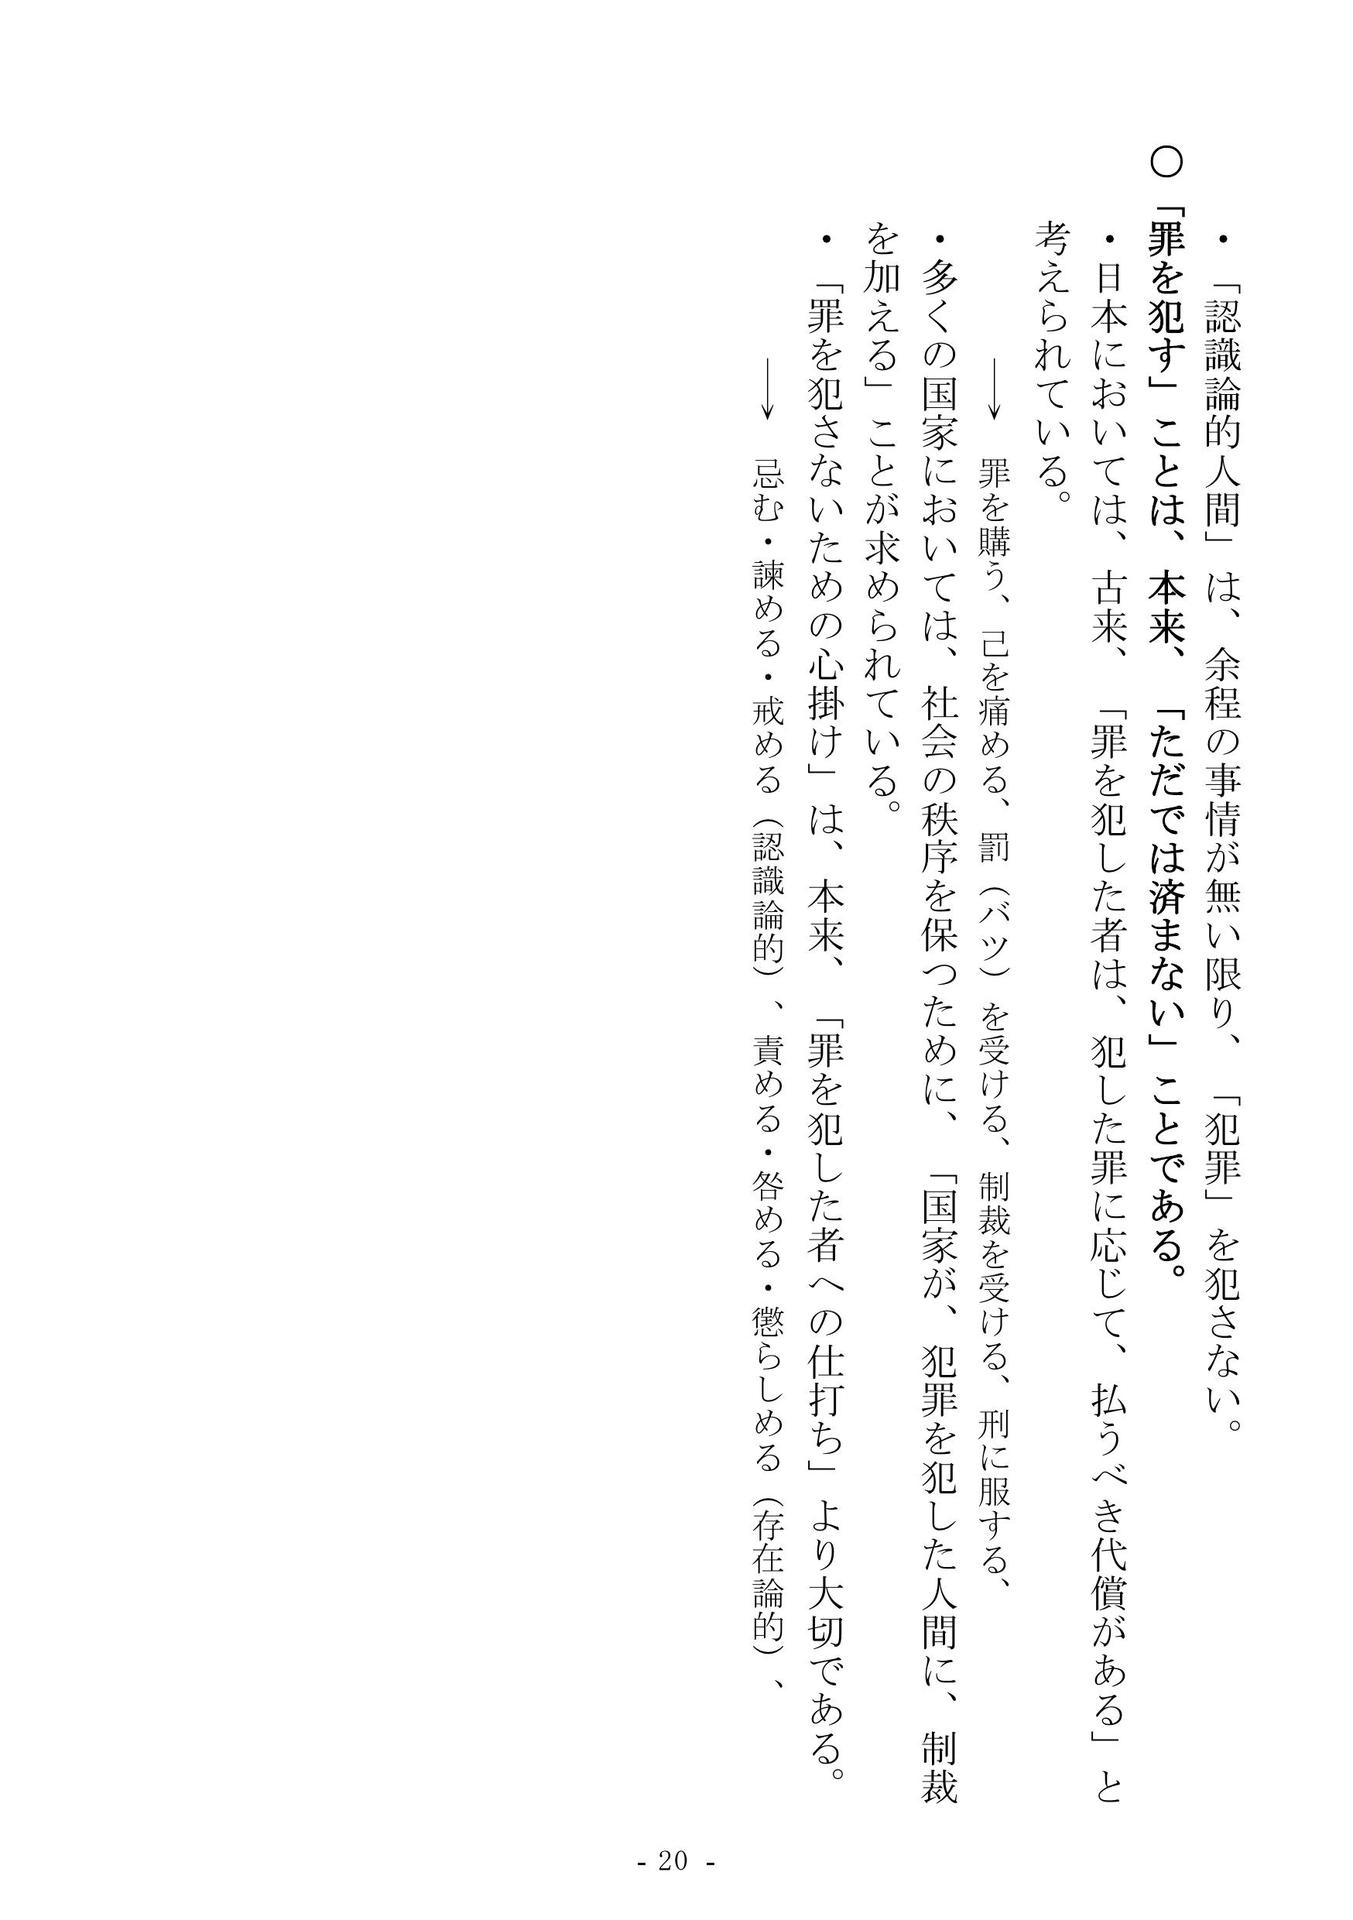 ・「認識論的人間」は、余程の事情が無い限り、「犯罪」を犯さない。
〇「罪を犯す」ことは、本来、「ただでは済まない」ことである。
・日本においては、古来、「罪を犯した者は、犯した罪に応じて、払うべき代償がある」と
考えられている。
→ 罪を購う、己を痛める、罰（バツ）を受ける、制裁を受ける、刑に服する、
・多くの国家においては、社会の秩序を保つために、「国家が、犯罪を犯した人間に、制裁
を加える」ことが求められている。
・「罪を犯さないための心掛け」は、本来、「罪を犯した者への仕打ち」より大切である。
→ 忌む・諫める・戒める（認識論的）、責める・咎める・懲らしめる（存在論的）、
- 20 -